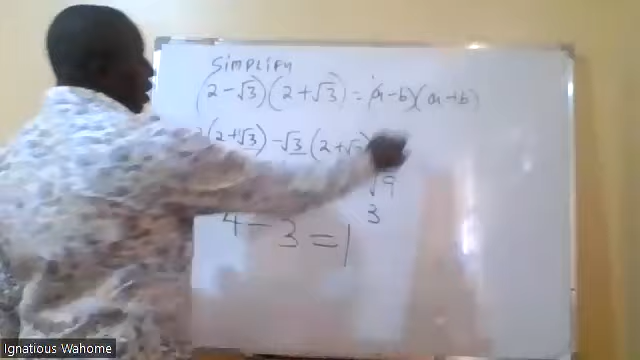 Simplify
(2-√3)(2+√3) = (a-b)(a+b)
(2+√3) -√3 (2+√
√9
3
4-3=1
Ignatious Wahome